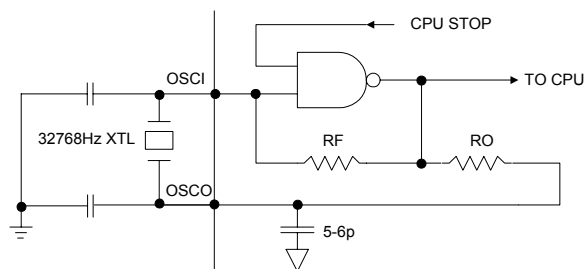 CPU STOP
OSCI
TO CPU
32768Hz XTL
RF
RO
OSCO
5-6p